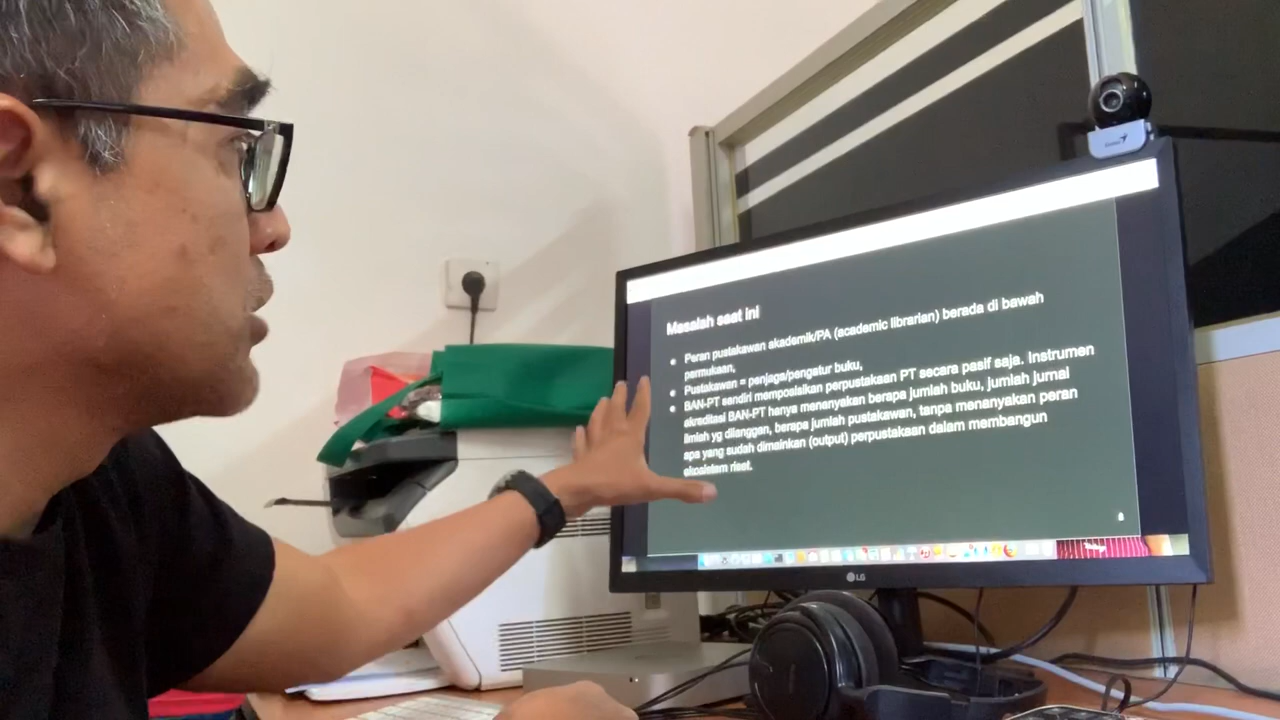 Masalah saat ini
Peran pustakawan akademik/PA (academic librarian) berada di bawah
permukaan,
Pustakawan = penjaga/pengatur buku,
BAN-PT sendiri memposisikan perpustakaan PT secara pasif saja. Instrumen
akreditasi BAN-PT hanya menanyakan berapa jumlah buku, jumlah jurnal
ilmiah yg dilanggan, berapa jumlah pustakawan, tanpa menanyakan peran
apa yang sudah dimainkan (output) perpustakaan dalam membangun
ekosistem riset.
8
LG
Genius